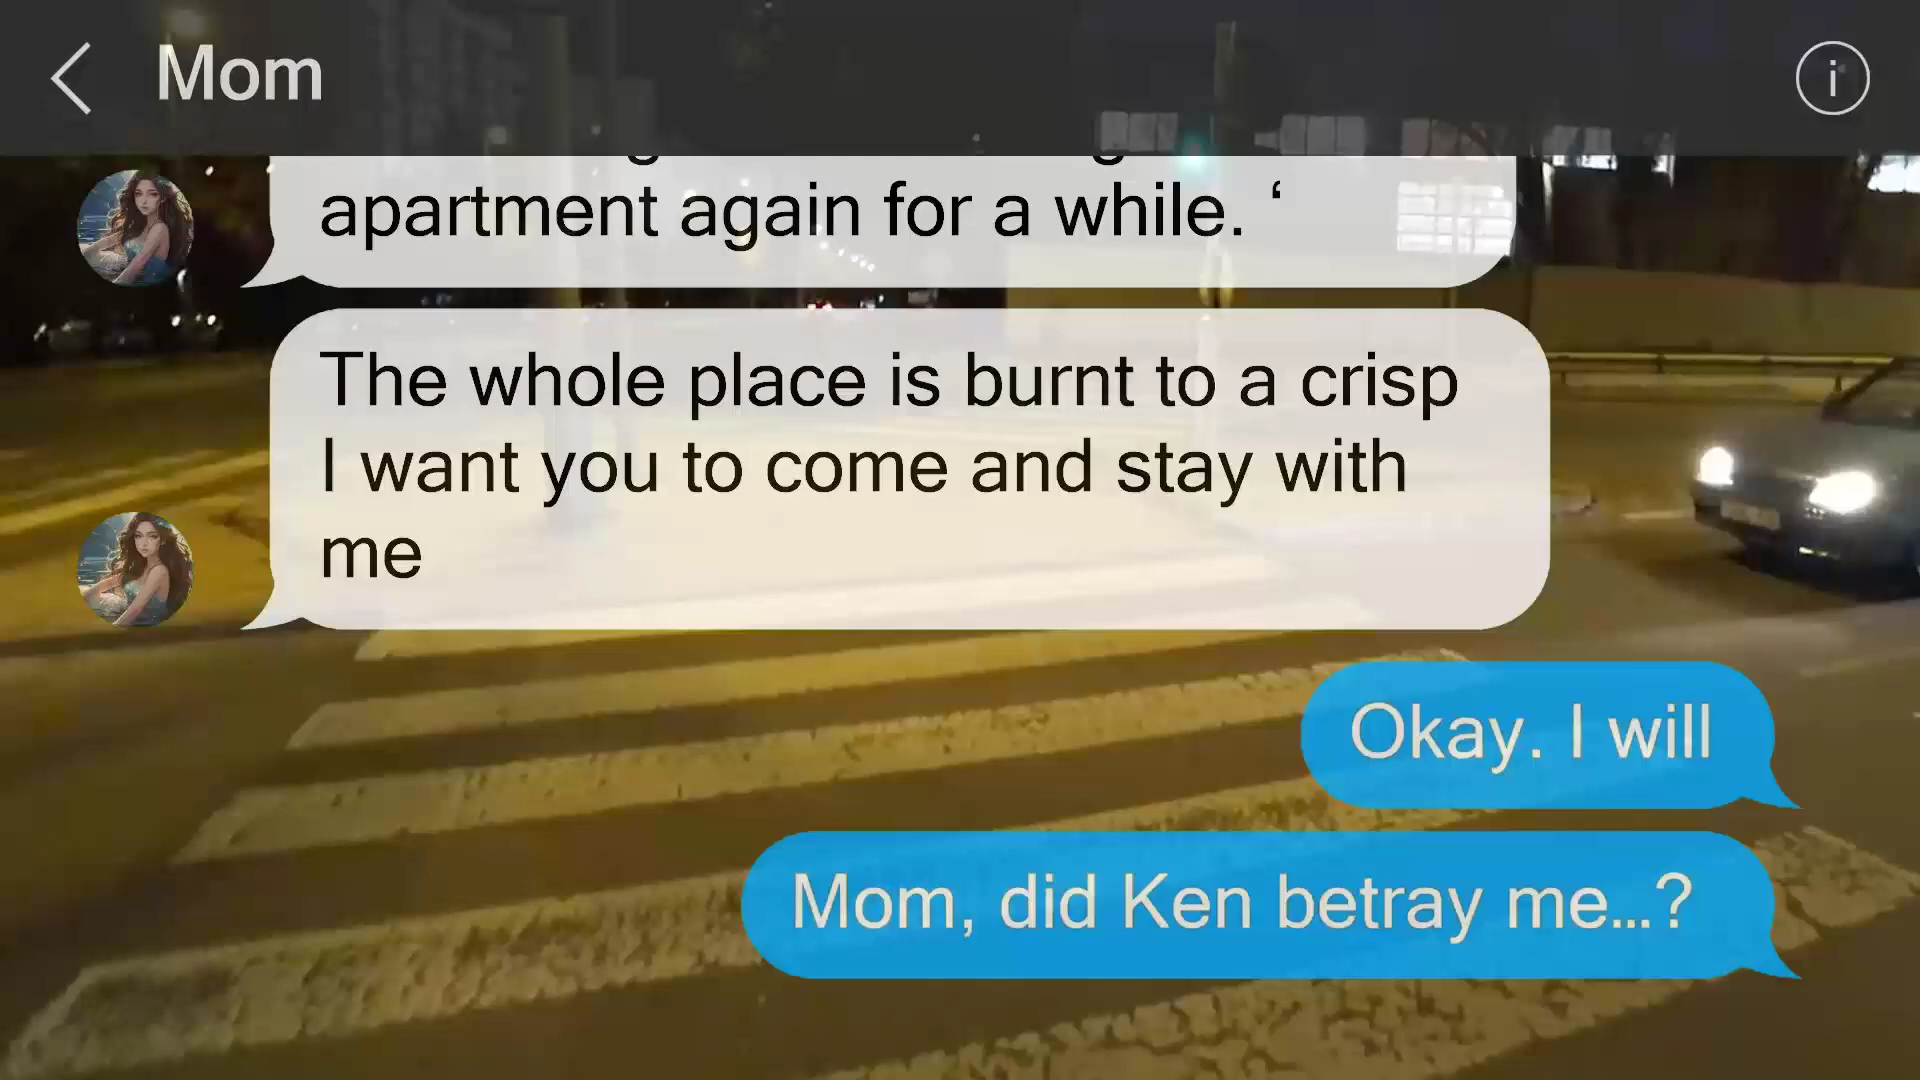 Mom
i
apartment again for a while. ‘
The whole place is burnt to a crisp
I want you to come and stay with
me
Okay. I will
Mom, did Ken betray me...?